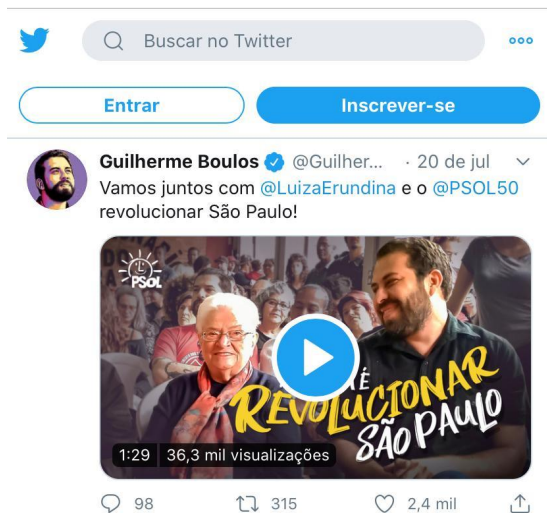 Buscar no Twitter
Entrar
Inscrever-se
Guilherme Boulos @Guilher... · 20 de jul
Vamos juntos com @LuizaErundina e o @PSOL50
revolucionar São Paulo!
PSOL
REVOLUCIONAR
SÃO PAULO
1:29 36,3 mil visualizações
98 315 2,4 mil